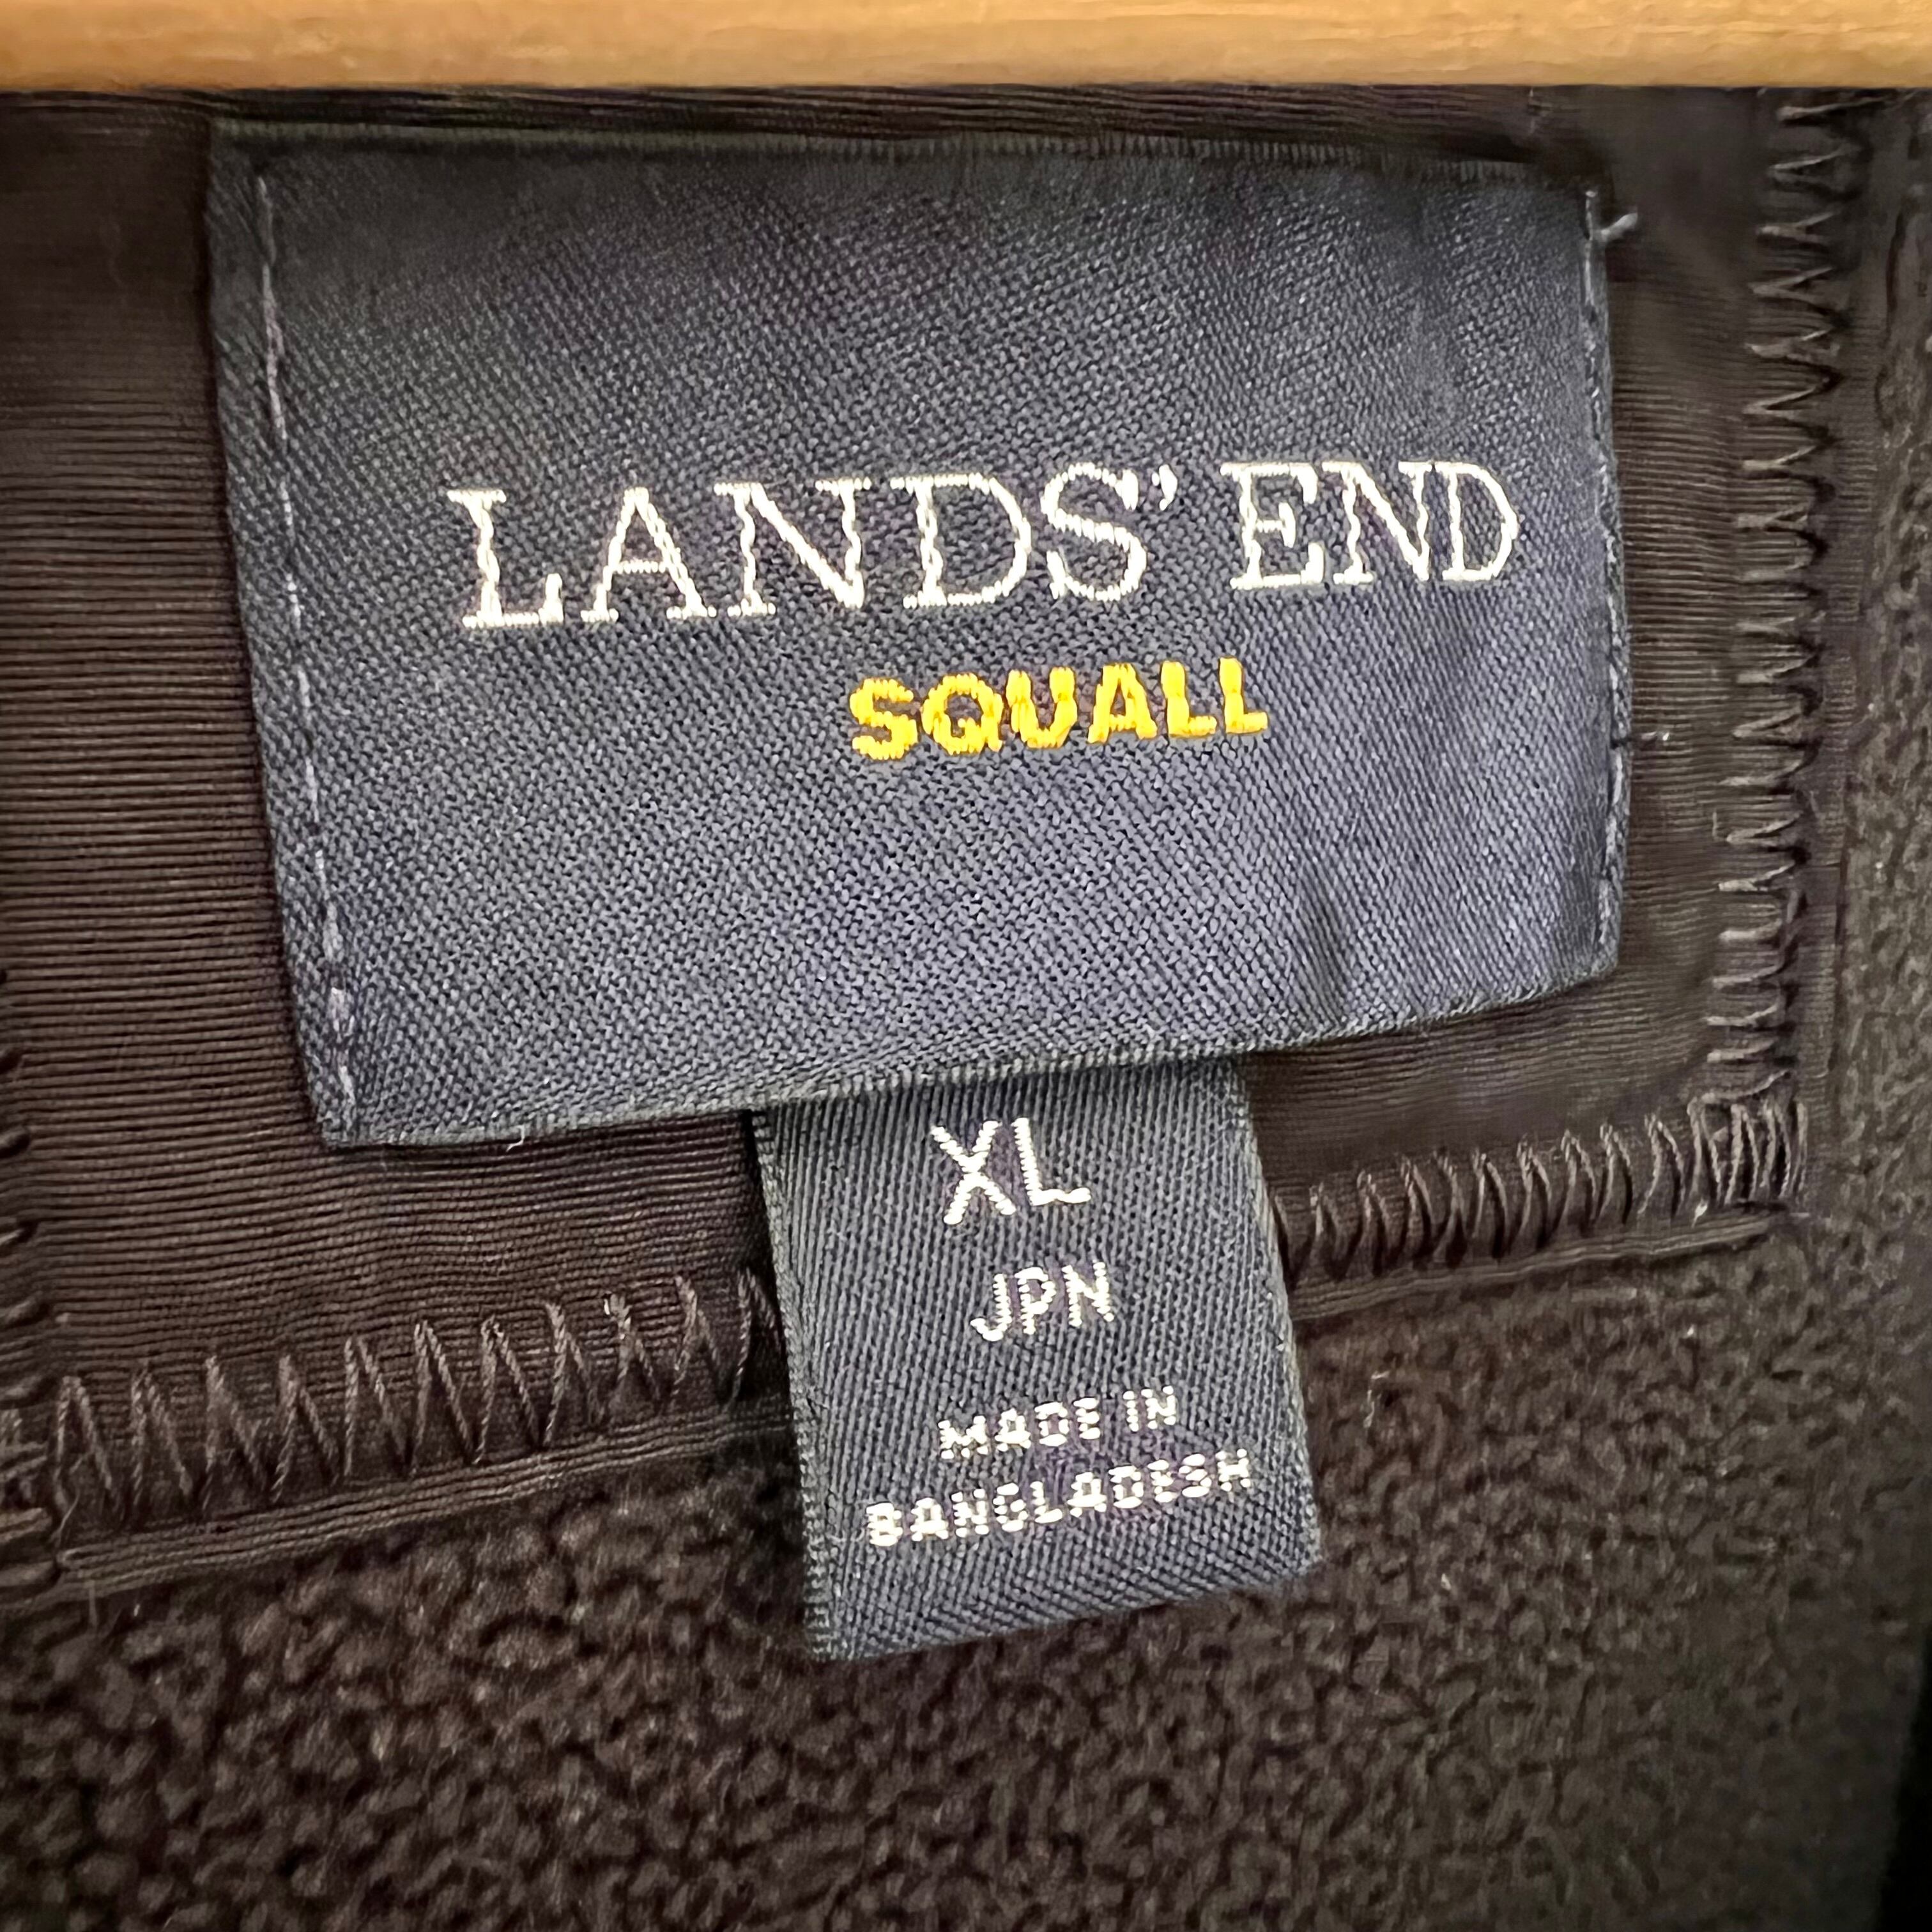 LANDS' END
SQUALL
XL
JPN
MADE IN
BANGLADESH